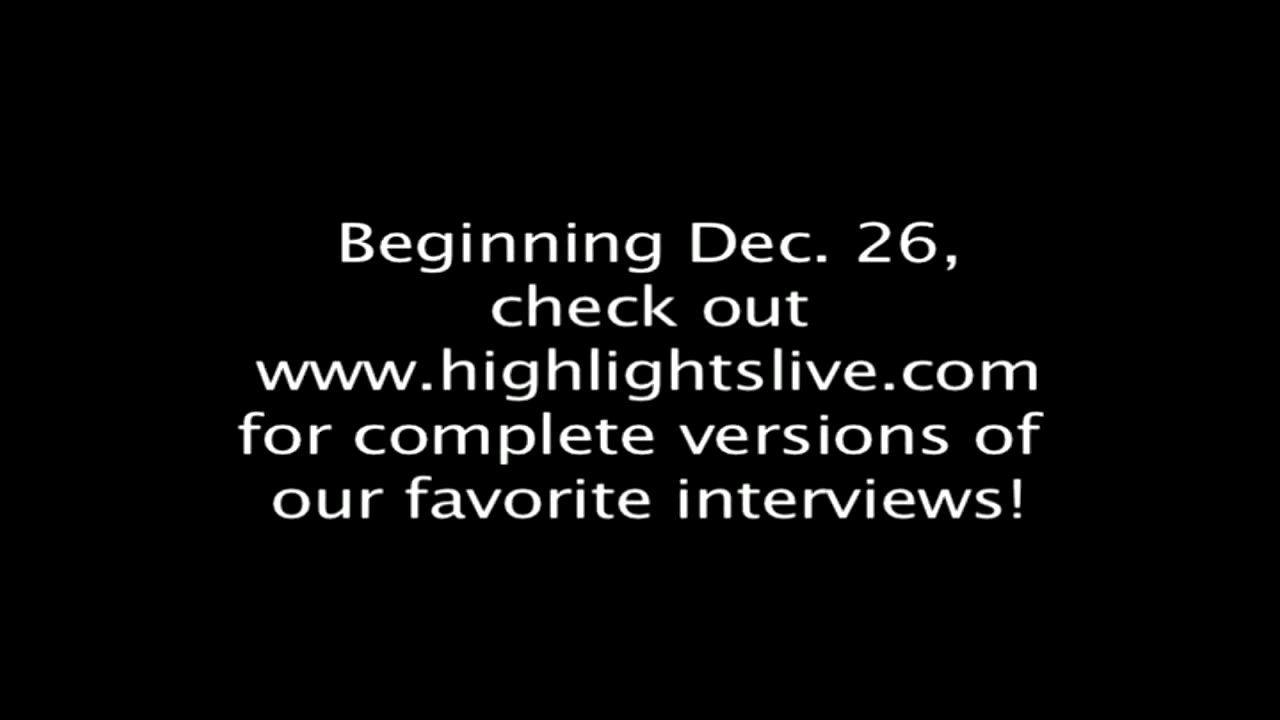 Beginning Dec. 26,
check out
www.highlightslive.com
for complete versions of
our favorite interviews!